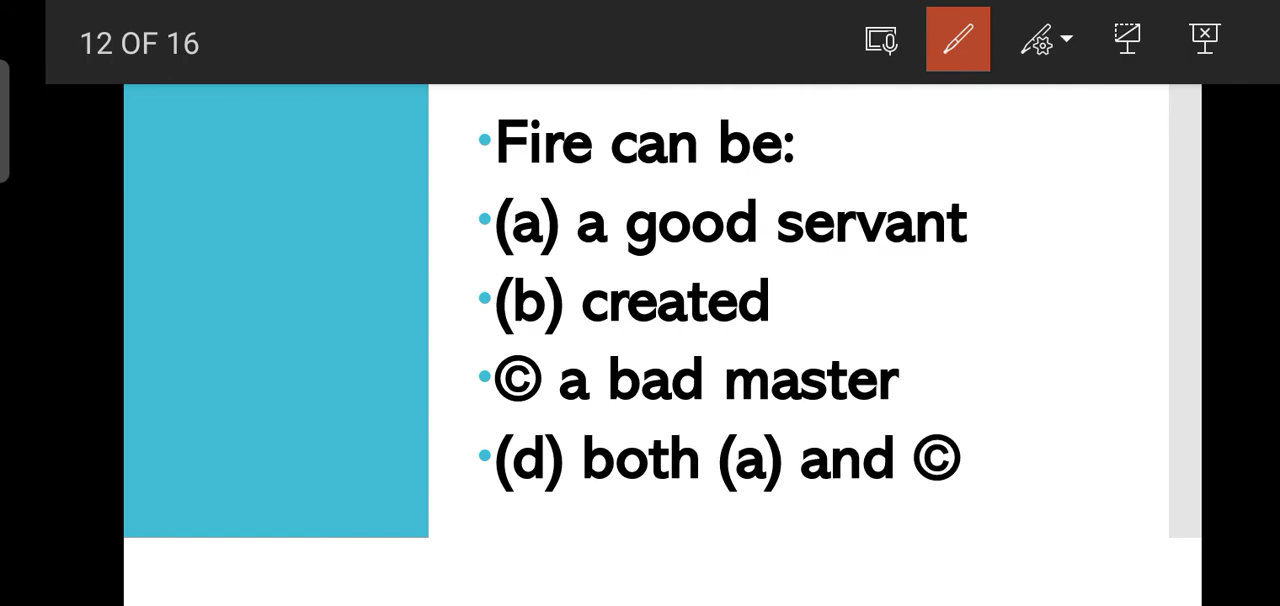 12 OF 16
•Fire can be:
•(a) a good servant
•(b) created
•© a bad master
•(d) both (a) and ©